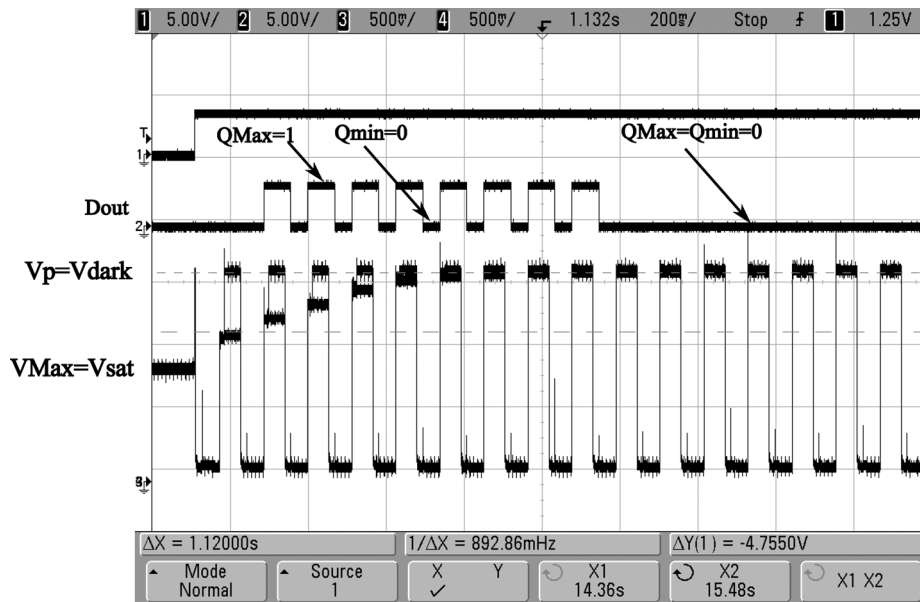 1 5.00V/ 2 5.00V/ 3 500mV/ 4 500mV/ 1.132s 200ms/ Stop 1 1.25V
T
1
QMax=1 Qmin=0 QMax=Qmin=0
Dout
2
Vp=Vdark
VMax=Vsat
ΔX = 1.12000s 1/ΔX = 892.86mHz ΔY(1) = -4.7550V
Mode Source X Y X1 X2 X1 X2
Normal 1 ✓ 14.36s 15.48s